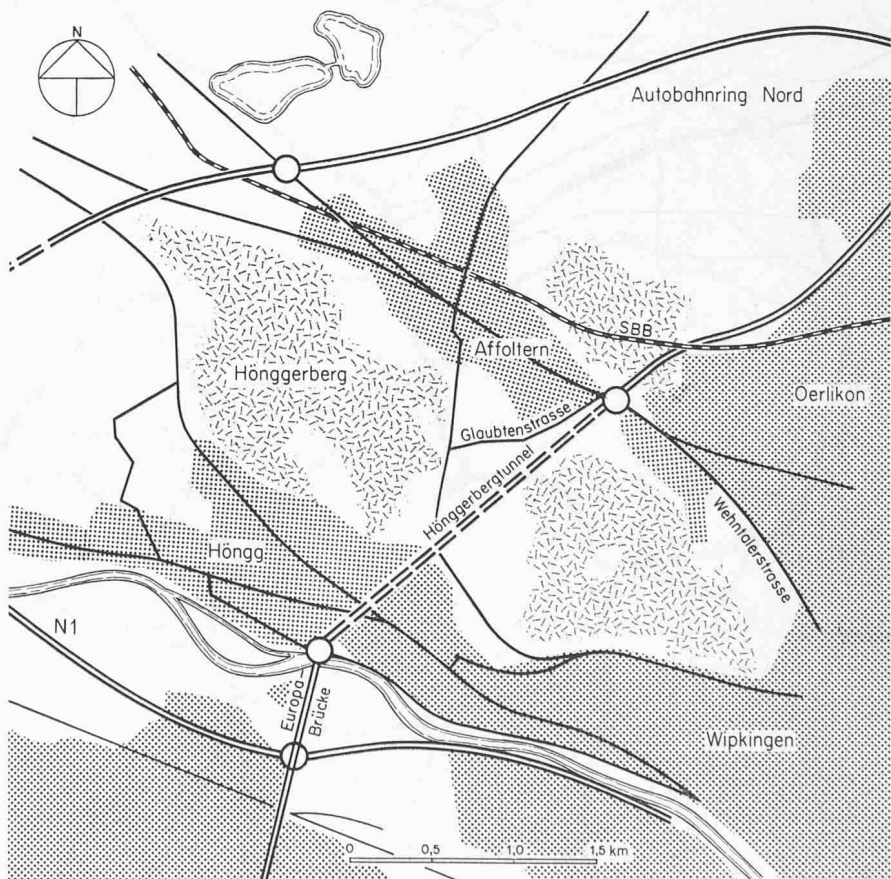 N
Autobahnring Nord
SBB
Affoltern
Hönggerberg
Oerlikon
Glaubtenstrasse
Hönggerbergtunnel
Wehntalerstrasse
Höngg
N1
Europa-
Brücke
Wipkingen
0 0,5 1,0 1,5 km